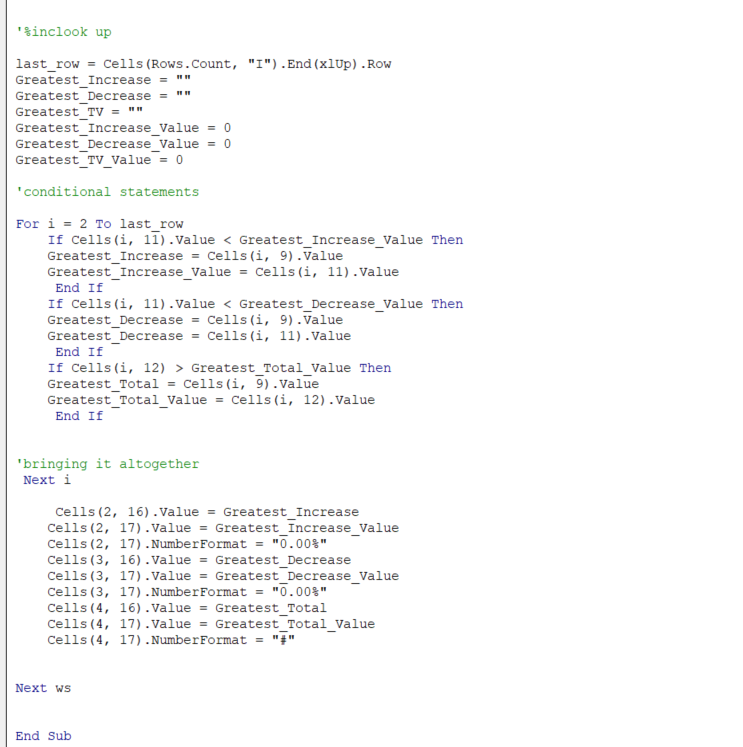 '%inclook up
last_row = Cells(Rows.Count, "I").End(xlUp).Row
Greatest_Increase = ""
Greatest_Decrease = ""
Greatest_TV = ""
Greatest_Increase_Value = 0
Greatest_Decrease_Value = 0
Greatest_TV_Value = 0
'conditional statements
For i = 2 To last_row
If Cells(i, 11).Value < Greatest_Increase_Value Then
Greatest_Increase = Cells(i, 9).Value
Greatest_Increase_Value = Cells(i, 11).Value
End If
If Cells(i, 11).Value < Greatest_Decrease_Value Then
Greatest_Decrease = Cells(i, 9).Value
Greatest_Decrease = Cells(i, 11).Value
End If
If Cells(i, 12) > Greatest_Total_Value Then
Greatest_Total = Cells(i, 9).Value
Greatest_Total_Value = Cells(i, 12).Value
End If
'bringing it altogether
Next i
Cells(2, 16).Value = Greatest_Increase
Cells(2, 17).Value = Greatest_Increase_Value
Cells(2, 17).NumberFormat = "0.00%"
Cells(3, 16).Value = Greatest_Decrease
Cells(3, 17).Value = Greatest_Decrease_Value
Cells(3, 17).NumberFormat = "0.00%"
Cells(4, 16).Value = Greatest_Total
Cells(4, 17).Value = Greatest_Total_Value
Cells(4, 17).NumberFormat = "#"
Next ws
End Sub